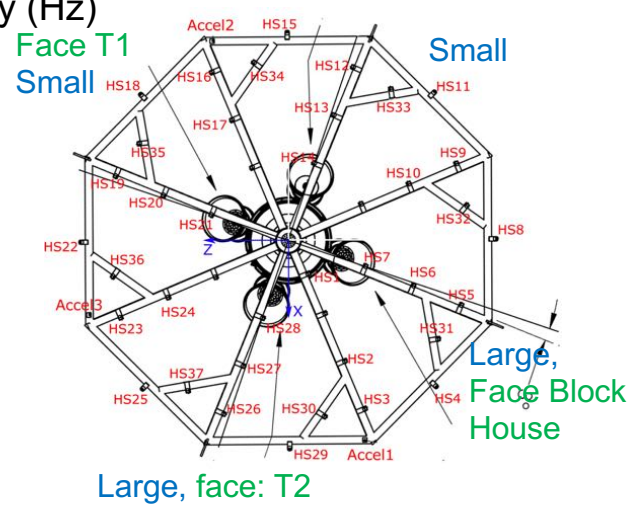 y (Hz)
Accel2
HS15
Face T1
Small
Small
HS16
HS34
HS12
HS18
HS11
HS33
HS13
HS17
HS35
HS14
HS9
HS19
HS10
HS20
HS32
HS21
HS8
HS22
Z
HS7
HS36
HS1
HS6
HS5
Accel3
X
HS24
HS23
HS28
HS31
HS2
Large,
HS27
HS37
Face Block
HS25
HS3
HS4
HS26
HS30
House
HS29
Accel1
Large, face: T2